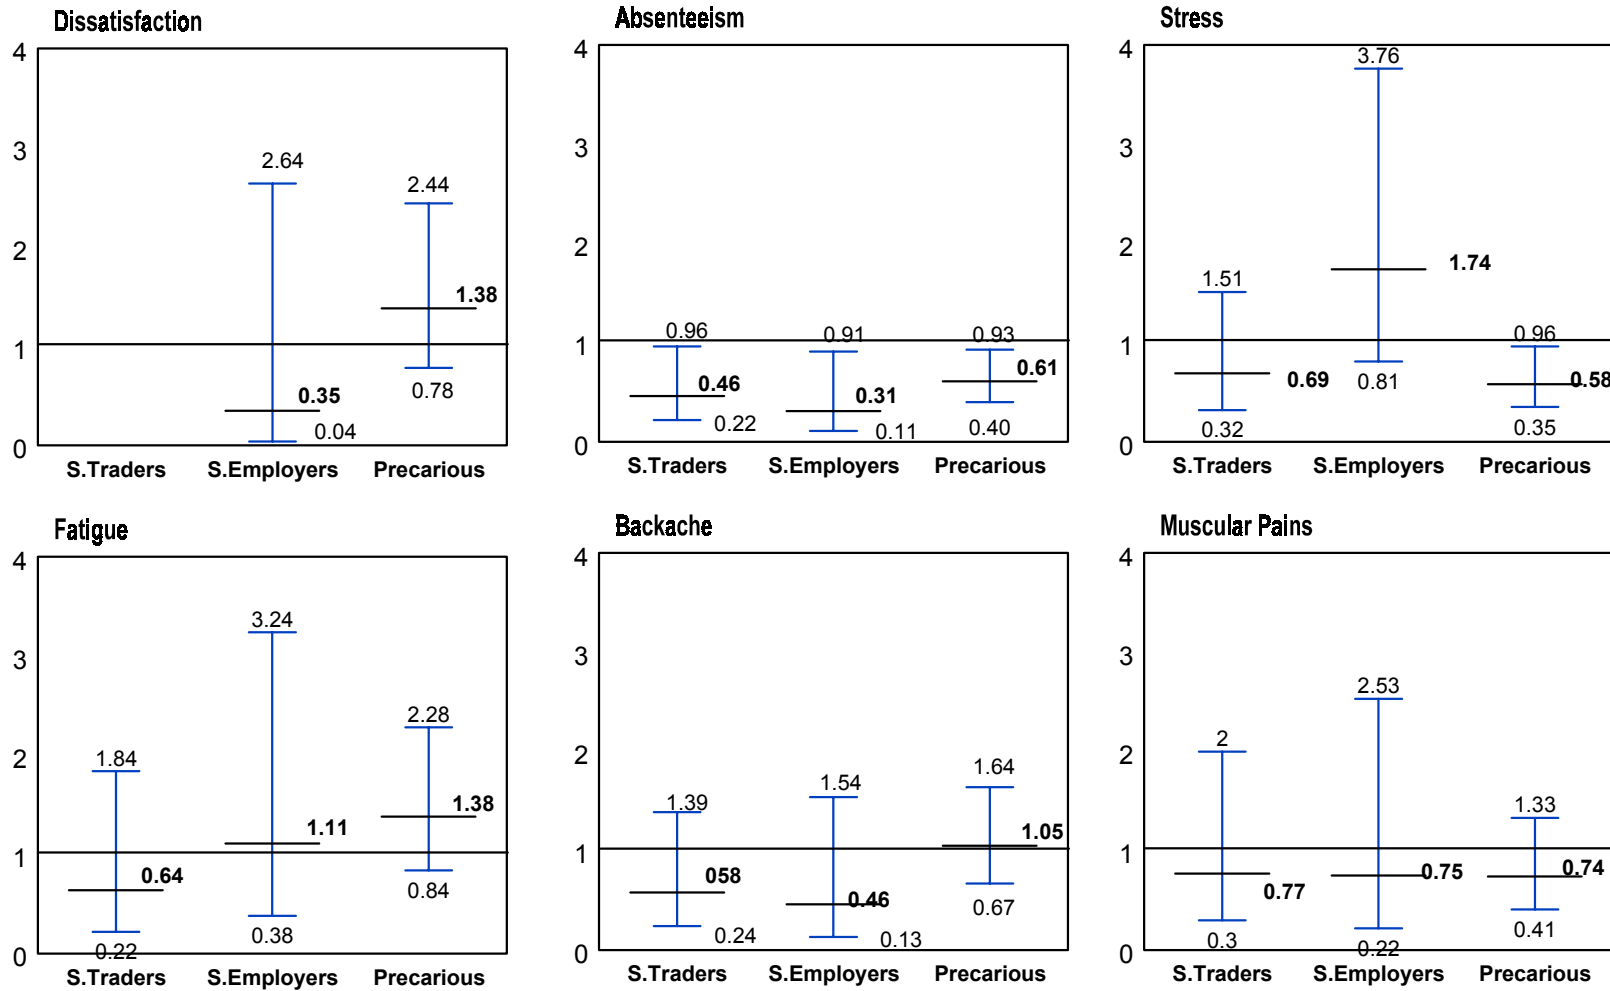 Dissatisfaction
4
3
2
1
0
2.64
2.44
1.38
0.35
0.04
0.78
S.Traders S.Employers Precarious
Absenteeism
4
3
2
1
0
0.96 0.91 0.93
0.46 0.31 0.61
0.22 0.11 0.40
S.Traders S.Employers Precarious
Stress
4
3
2
1
0
3.76
1.51
1.74
0.96
0.69 0.81 0.58
0.32 0.35
S.Traders S.Employers Precarious
Fatigue
4
3
2
1
0
3.24
2.28
1.84
1.38
1.11
0.64
0.84
0.22 0.38
S.Traders S.Employers Precarious
Backache
4
3
2
1
0
1.39 1.54 1.64
1.05
058 0.46
0.67
0.24 0.13
S.Traders S.Employers Precarious
Muscular Pains
4
3
2
1
0
2.53
2
1.33
0.77 0.75 0.74
0.3 0.22 0.41
S.Traders S.Employers Precarious